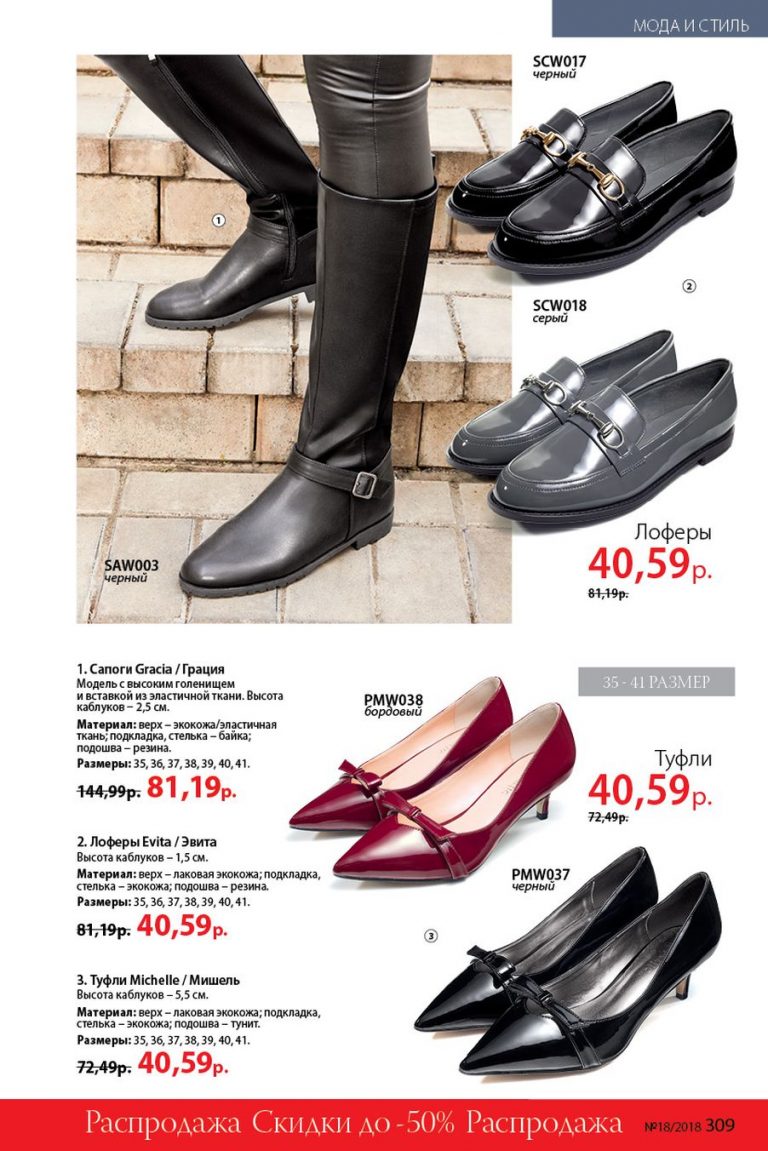 МОДА И СТИЛЬ
SCW017
черный
1
2
SCW018
серый
SAW003
черный
Лоферы
40,59р.
81,19р.
1. Сапоги Gracia / Грация
Модель с высоким голенищем
и вставкой из эластичной ткани. Высота
каблуков – 2,5 см.
Материал: верх – экокожа/эластичная
ткань; подкладка, стелька – байка;
подошва – резина.
Размеры: 35, 36, 37, 38, 39, 40, 41.
144,99р. 81,19р.
PMW038
бордовый
35 - 41 РАЗМЕР
Туфли
40,59р.
72,49р.
2. Лоферы Evita / Эвита
Высота каблуков – 1,5 см.
Материал: верх – лаковая экокожа; подкладка,
стелька – экокожа; подошва – резина.
Размеры: 35, 36, 37, 38, 39, 40, 41.
81,19р. 40,59р.
PMW037
черный
3
3. Туфли Michelle / Мишель
Высота каблуков – 5,5 см.
Материал: верх – лаковая экокожа; подкладка,
стелька – экокожа; подошва – тунит.
Размеры: 35, 36, 37, 38, 39, 40, 41.
72,49р. 40,59р.
Распродажа Скидки до -50% Распродажа №18/2018 309